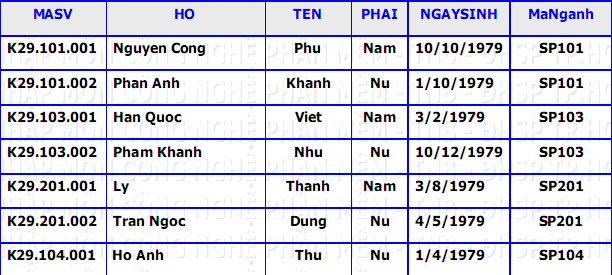 MASV HO TEN PHAI NGAYSINH MaNganh
K29.101.001 Nguyen Cong Phu Nam 10/10/1979 SP101
K29.101.002 Phan Anh Khanh Nu 1/10/1979 SP101
K29.103.001 Han Quoc Viet Nam 3/2/1979 SP103
K29.103.002 Pham Khanh Nhu Nu 10/12/1979 SP103
K29.201.001 Ly Thanh Nam 3/8/1979 SP201
K29.201.002 Tran Ngoc Dung Nu 4/5/1979 SP201
K29.104.001 Ho Anh Thu Nu 1/4/1979 SP104